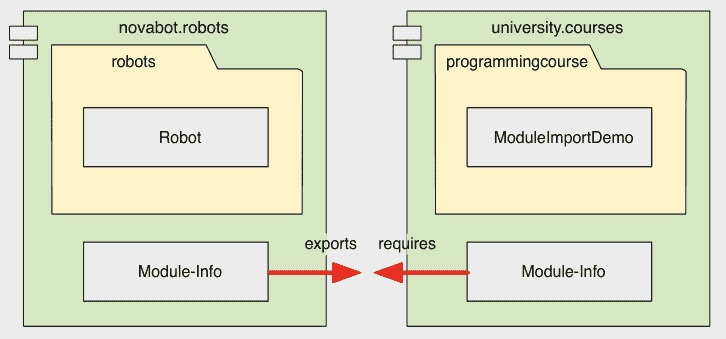 novabot.robots
robots
Robot
Module-Info
exports
requires
university.courses
programmingcourse
ModuleImportDemo
Module-Info